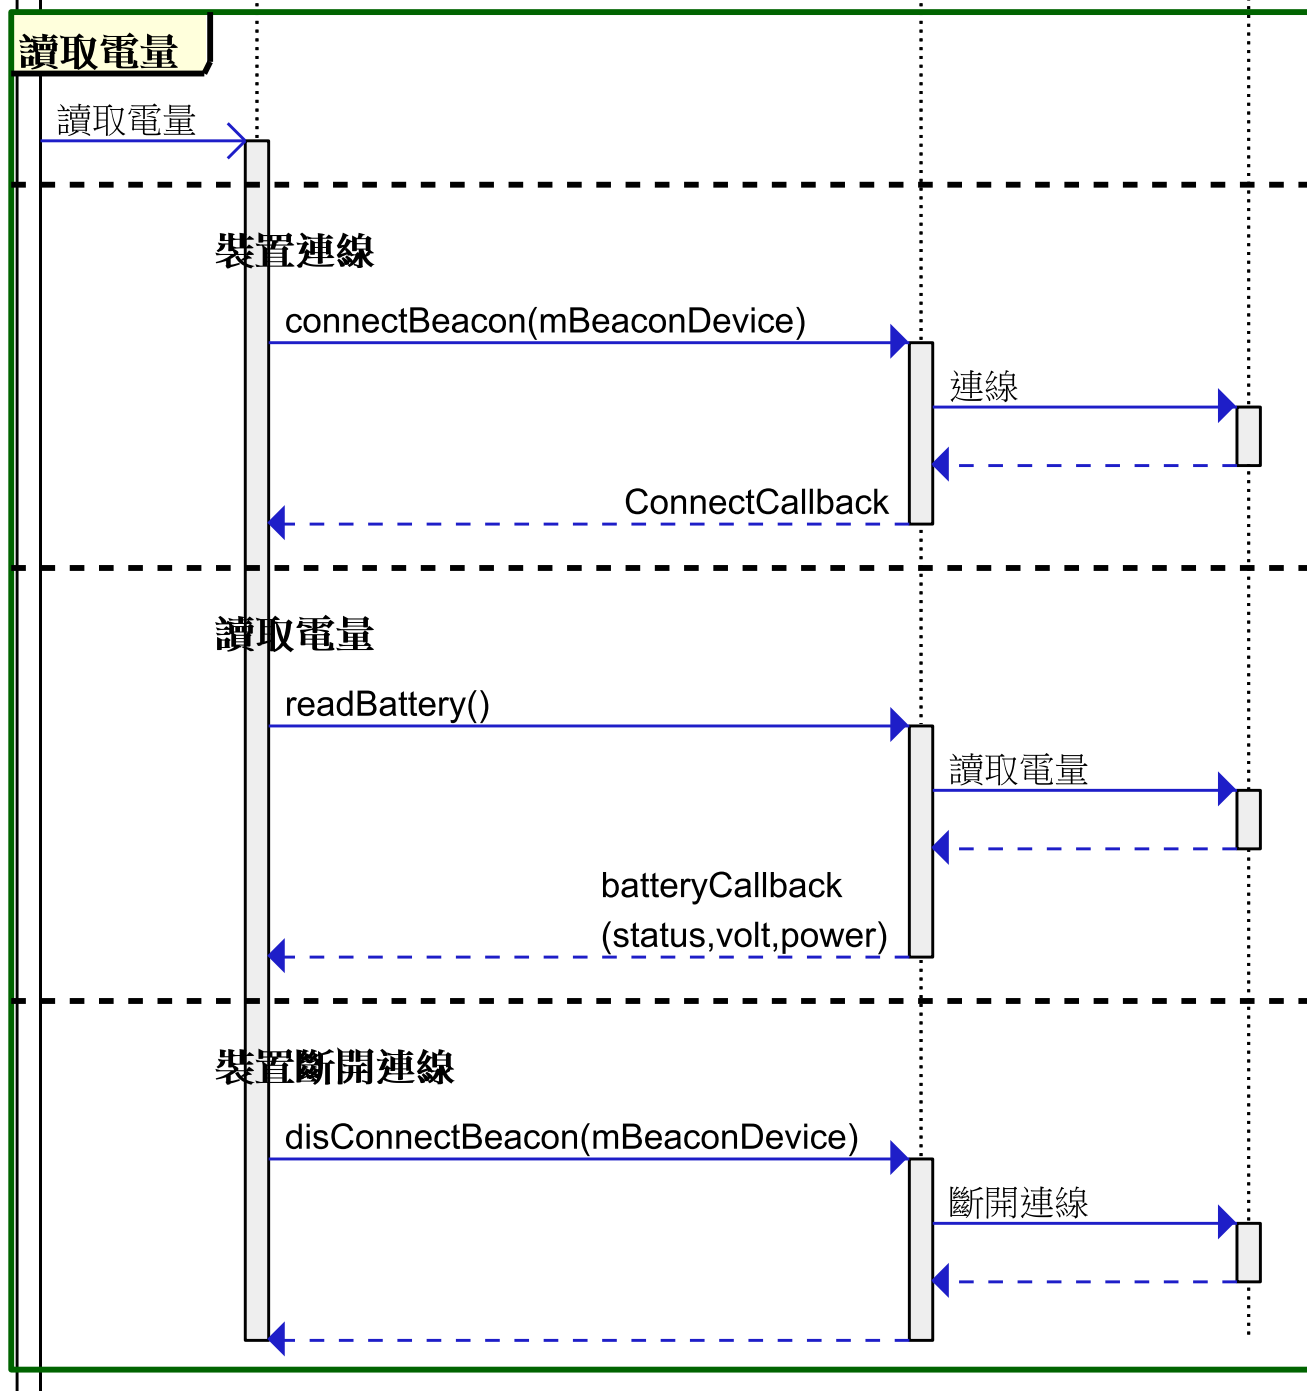 讀取電量
讀取電量
裝置連線
connectBeacon(mBeaconDevice)
連線
ConnectCallback
讀取電量
readBattery()
讀取電量
batteryCallback
(status,volt,power)
裝置斷開連線
disConnectBeacon(mBeaconDevice)
斷開連線